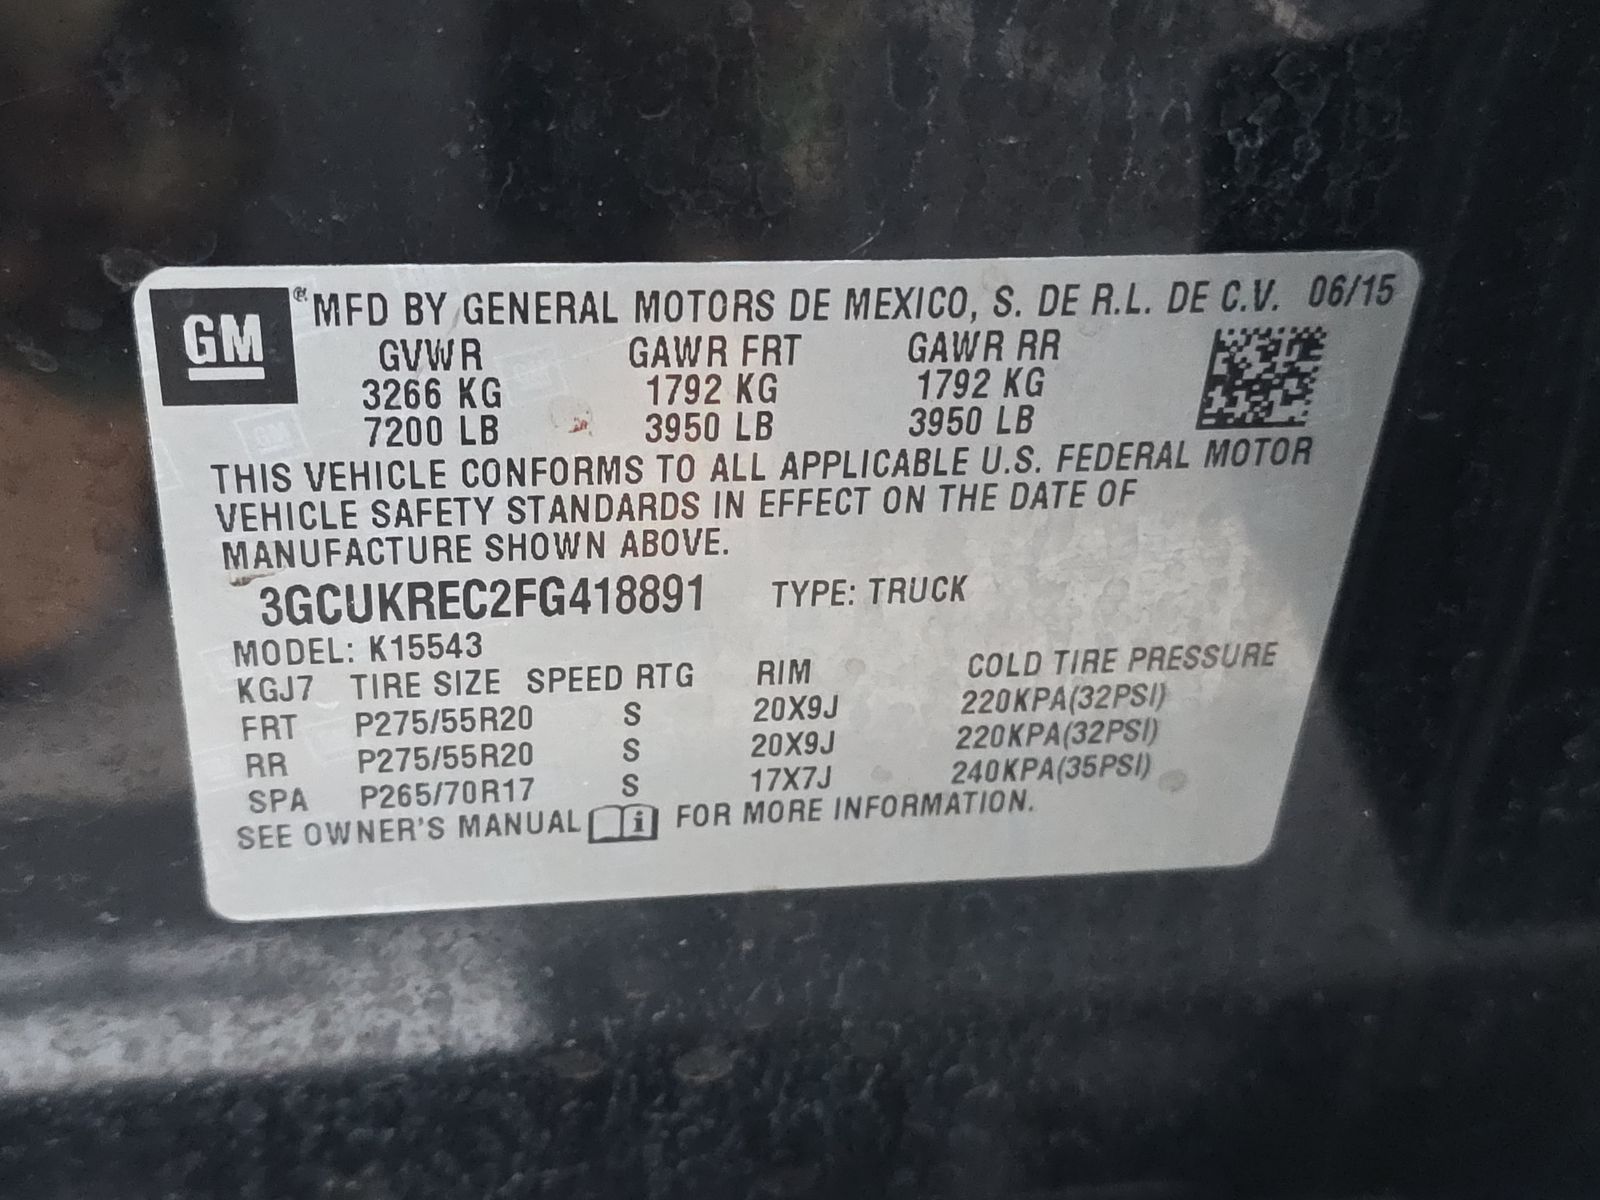 GM ® MFD BY GENERAL MOTORS DE MEXICO, S. DE R.L. DE C.V. 06/15
GVWR GAWR FRT GAWR RR
3266 KG 1792 KG 1792 KG
7200 LB 3950 LB 3950 LB
THIS VEHICLE CONFORMS TO ALL APPLICABLE U.S. FEDERAL MOTOR
VEHICLE SAFETY STANDARDS IN EFFECT ON THE DATE OF
MANUFACTURE SHOWN ABOVE.
3GCUKREC2FG418891 TYPE: TRUCK
MODEL: K15543
KGJ7 TIRE SIZE SPEED RTG RIM COLD TIRE PRESSURE
FRT P275/55R20 S 20X9J 220KPA(32PSI)
RR P275/55R20 S 20X9J 220KPA(32PSI)
SPA P265/70R17 S 17X7J 240KPA(35PSI)
SEE OWNER'S MANUAL i FOR MORE INFORMATION.